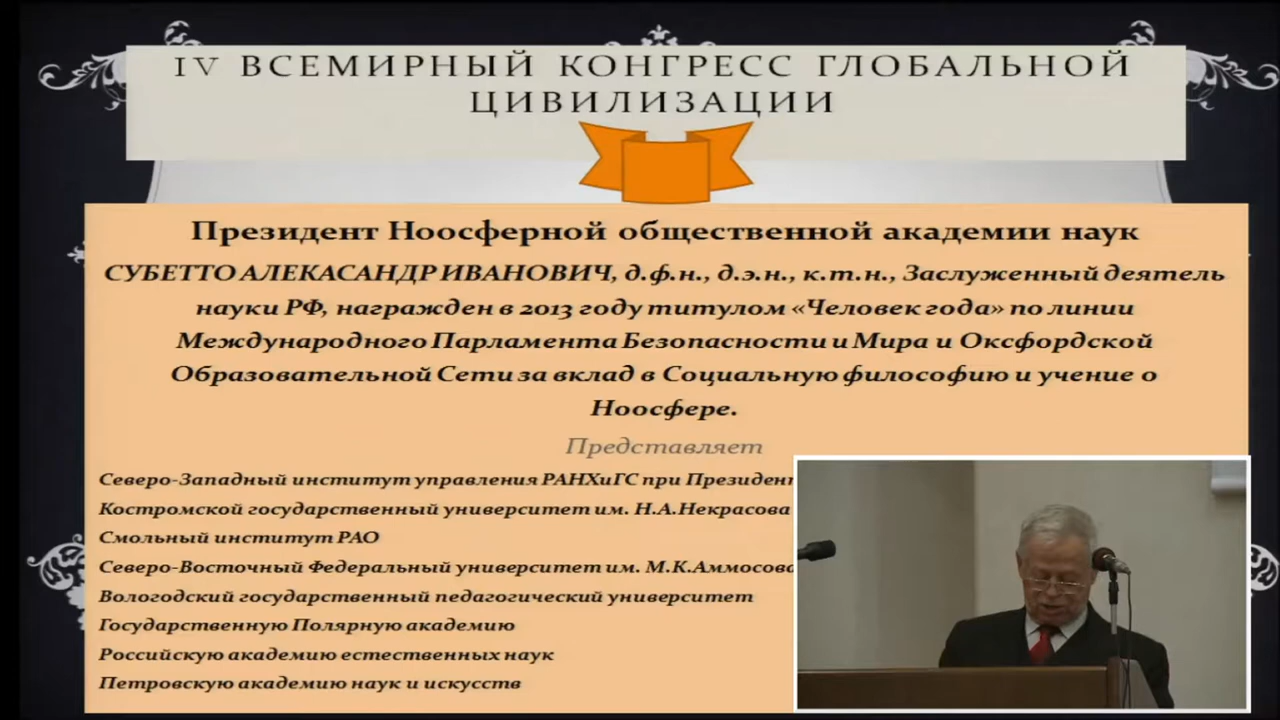 IV ВСЕМИРНЫЙ КОНГРЕСС ГЛОБАЛЬНОЙ
ЦИВИЛИЗАЦИИ
Президент Ноосферной общественной академии наук
СУБЕТТО АЛЕКАСАНДР ИВАНОВИЧ, д.ф.н., д.э.н., к.т.н., Заслуженный деятель
науки РФ, награжден в 2013 году титулом «Человек года» по линии
Международного Парламента Безопасности и Мира и Оксфордской
Образовательной Сети за вклад в Социальную философию и учение о
Ноосфере.
Представляет
Северо-Западный институт управления РАНХиГС при Президент
Костромской государственный университет им. Н.А.Некрасова
Смольный институт РАО
Северо-Восточный Федеральный университет им. М.К.Аммосова
Вологодский государственный педагогический университет
Государственную Полярную академию
Российскую академию естественных наук
Петровскую академию наук и искусств